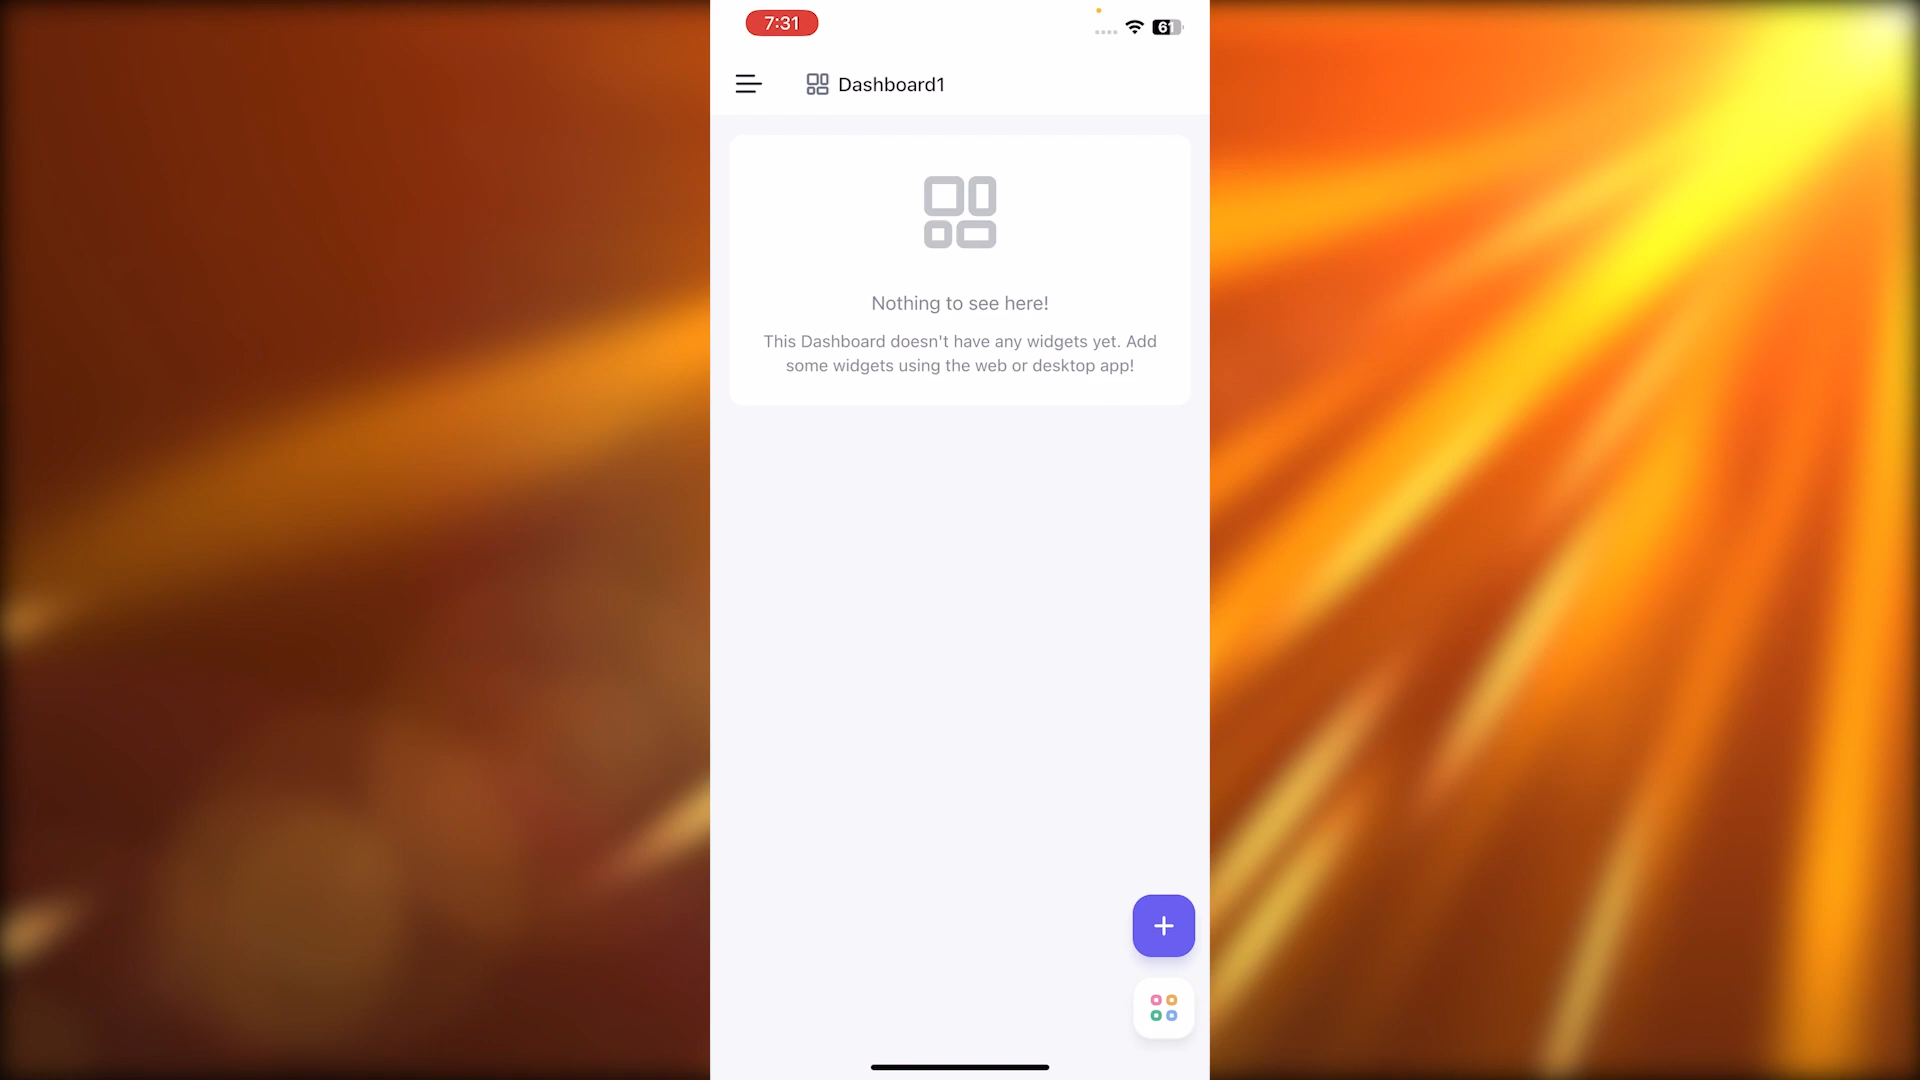 7:31
61
Dashboard1
Nothing to see here!
This Dashboard doesn't have any widgets yet. Add
some widgets using the web or desktop app!